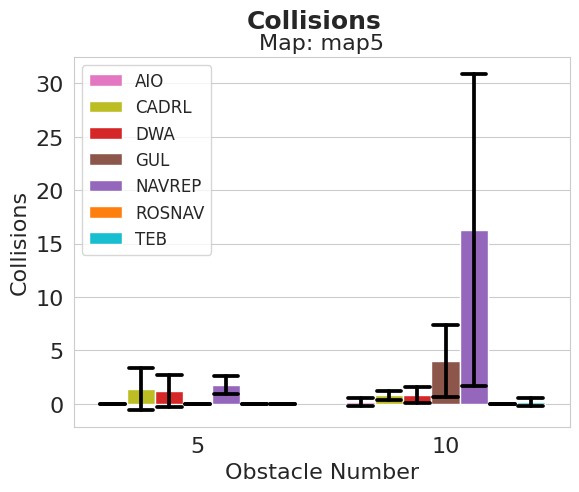 Collisions
Map: map5
30
25
20
15
10
5
0
Collisions
AIO
CADRL
DWA
GUL
NAVREP
ROSNAV
TEB
5 10
Obstacle Number